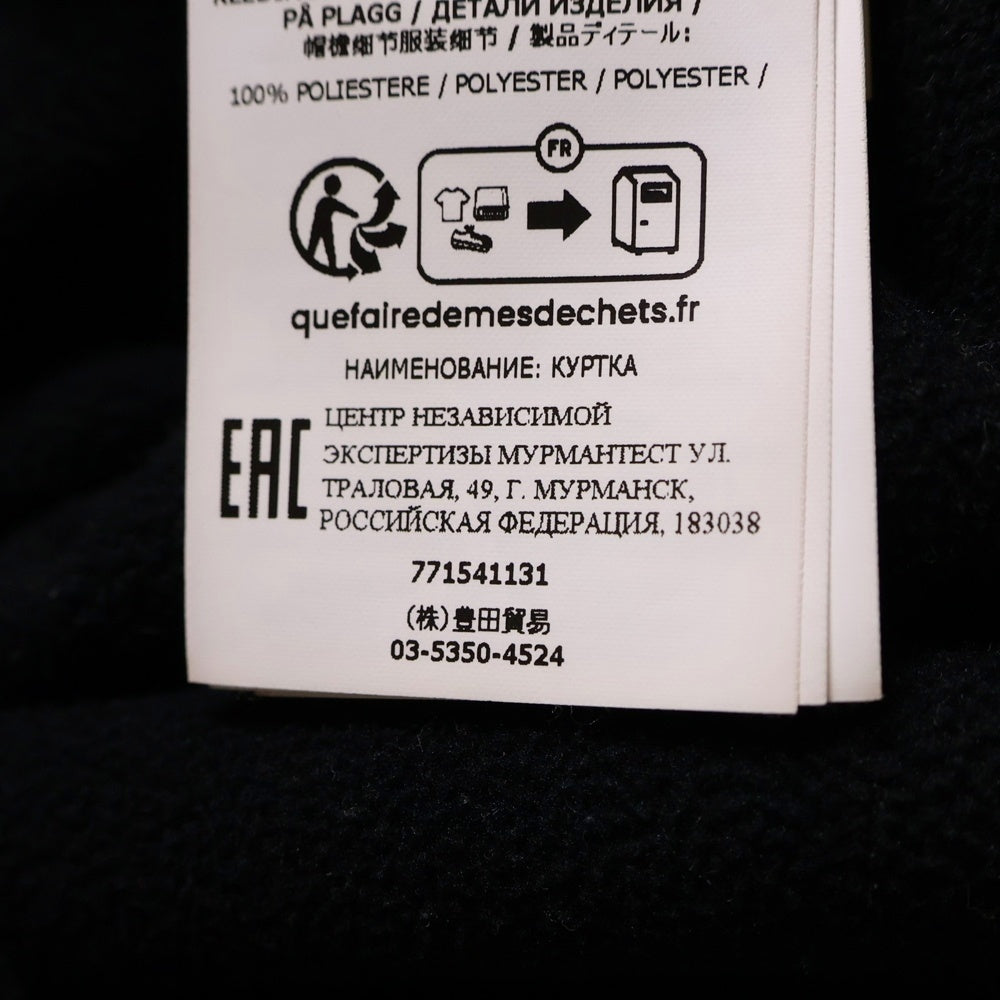 PÅ PLAGG / ДЕТАЛИ ИЗДЕЛИЯ /
帽檐细节服装细节 / 製品ディテール:
100% POLIESTERE / POLYESTER / POLYESTER /
FR
quefairedemesdechets.fr
НАИМЕНОВАНИЕ: КУРТКА
EAC
ЦЕНТР НЕЗАВИСИМОЙ
ЭКСПЕРТИЗЫ МУРМАНТЕСТ УЛ.
ТРАЛОВАЯ, 49, Г. МУРМАНСК,
РОССИЙСКАЯ ФЕДЕРАЦИЯ, 183038
771541131
(株)豊田貿易
03-5350-4524